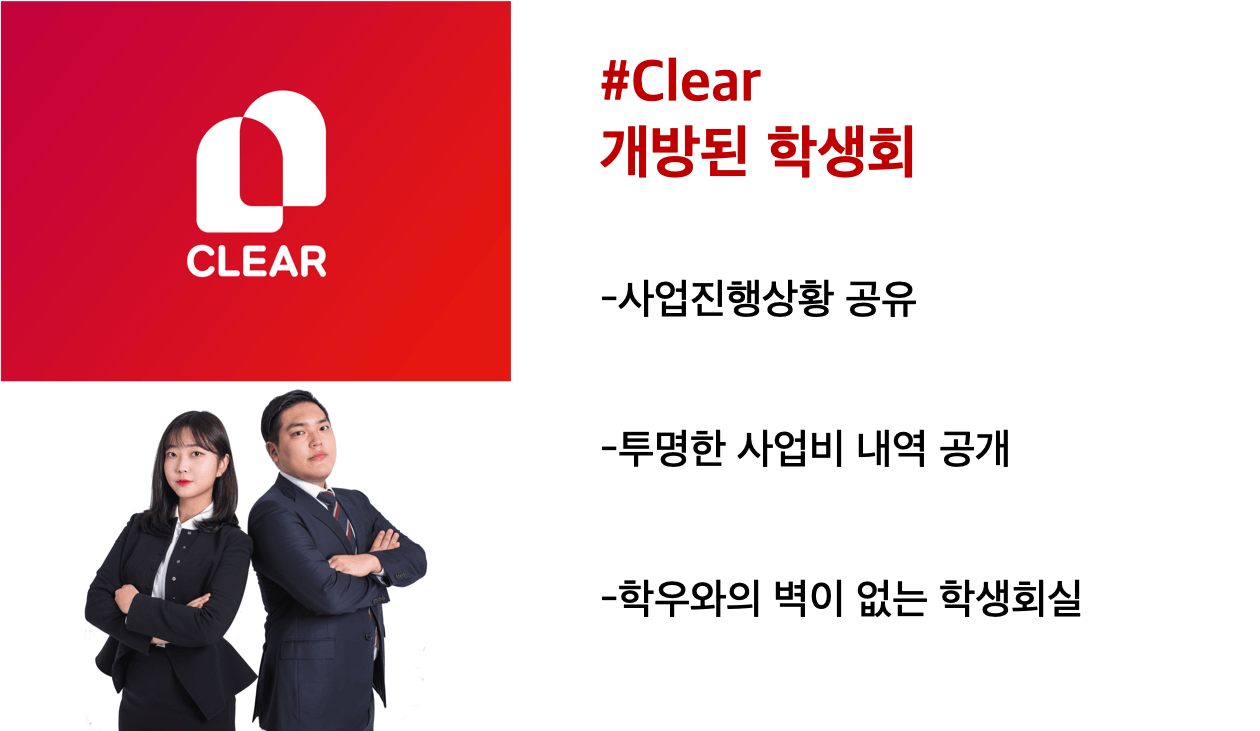 CLEAR
#Clear
개방된 학생회
-사업진행상황 공유
-투명한 사업비 내역 공개
-학우와의 벽이 없는 학생회실